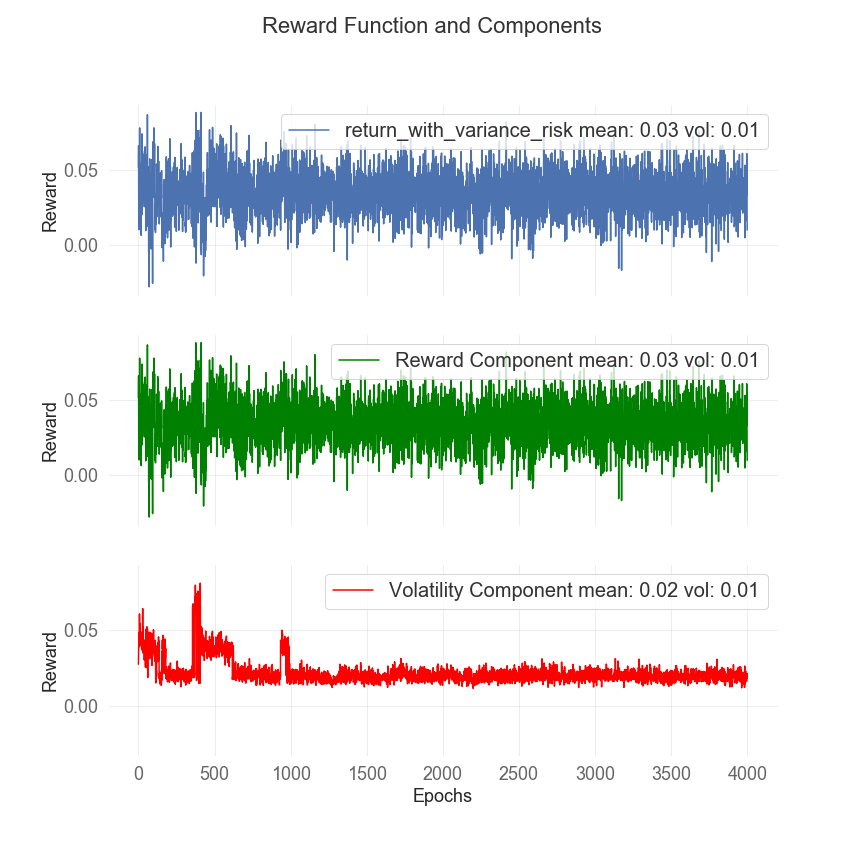 Reward Function and Components
return_with_variance_risk mean: 0.03 vol: 0.01
0.05
0.00
Reward
Reward Component mean: 0.03 vol: 0.01
0.05
0.00
Reward
Volatility Component mean: 0.02 vol: 0.01
0.05
0.00
Reward
0 500 1000 1500 2000 2500 3000 3500 4000
Epochs